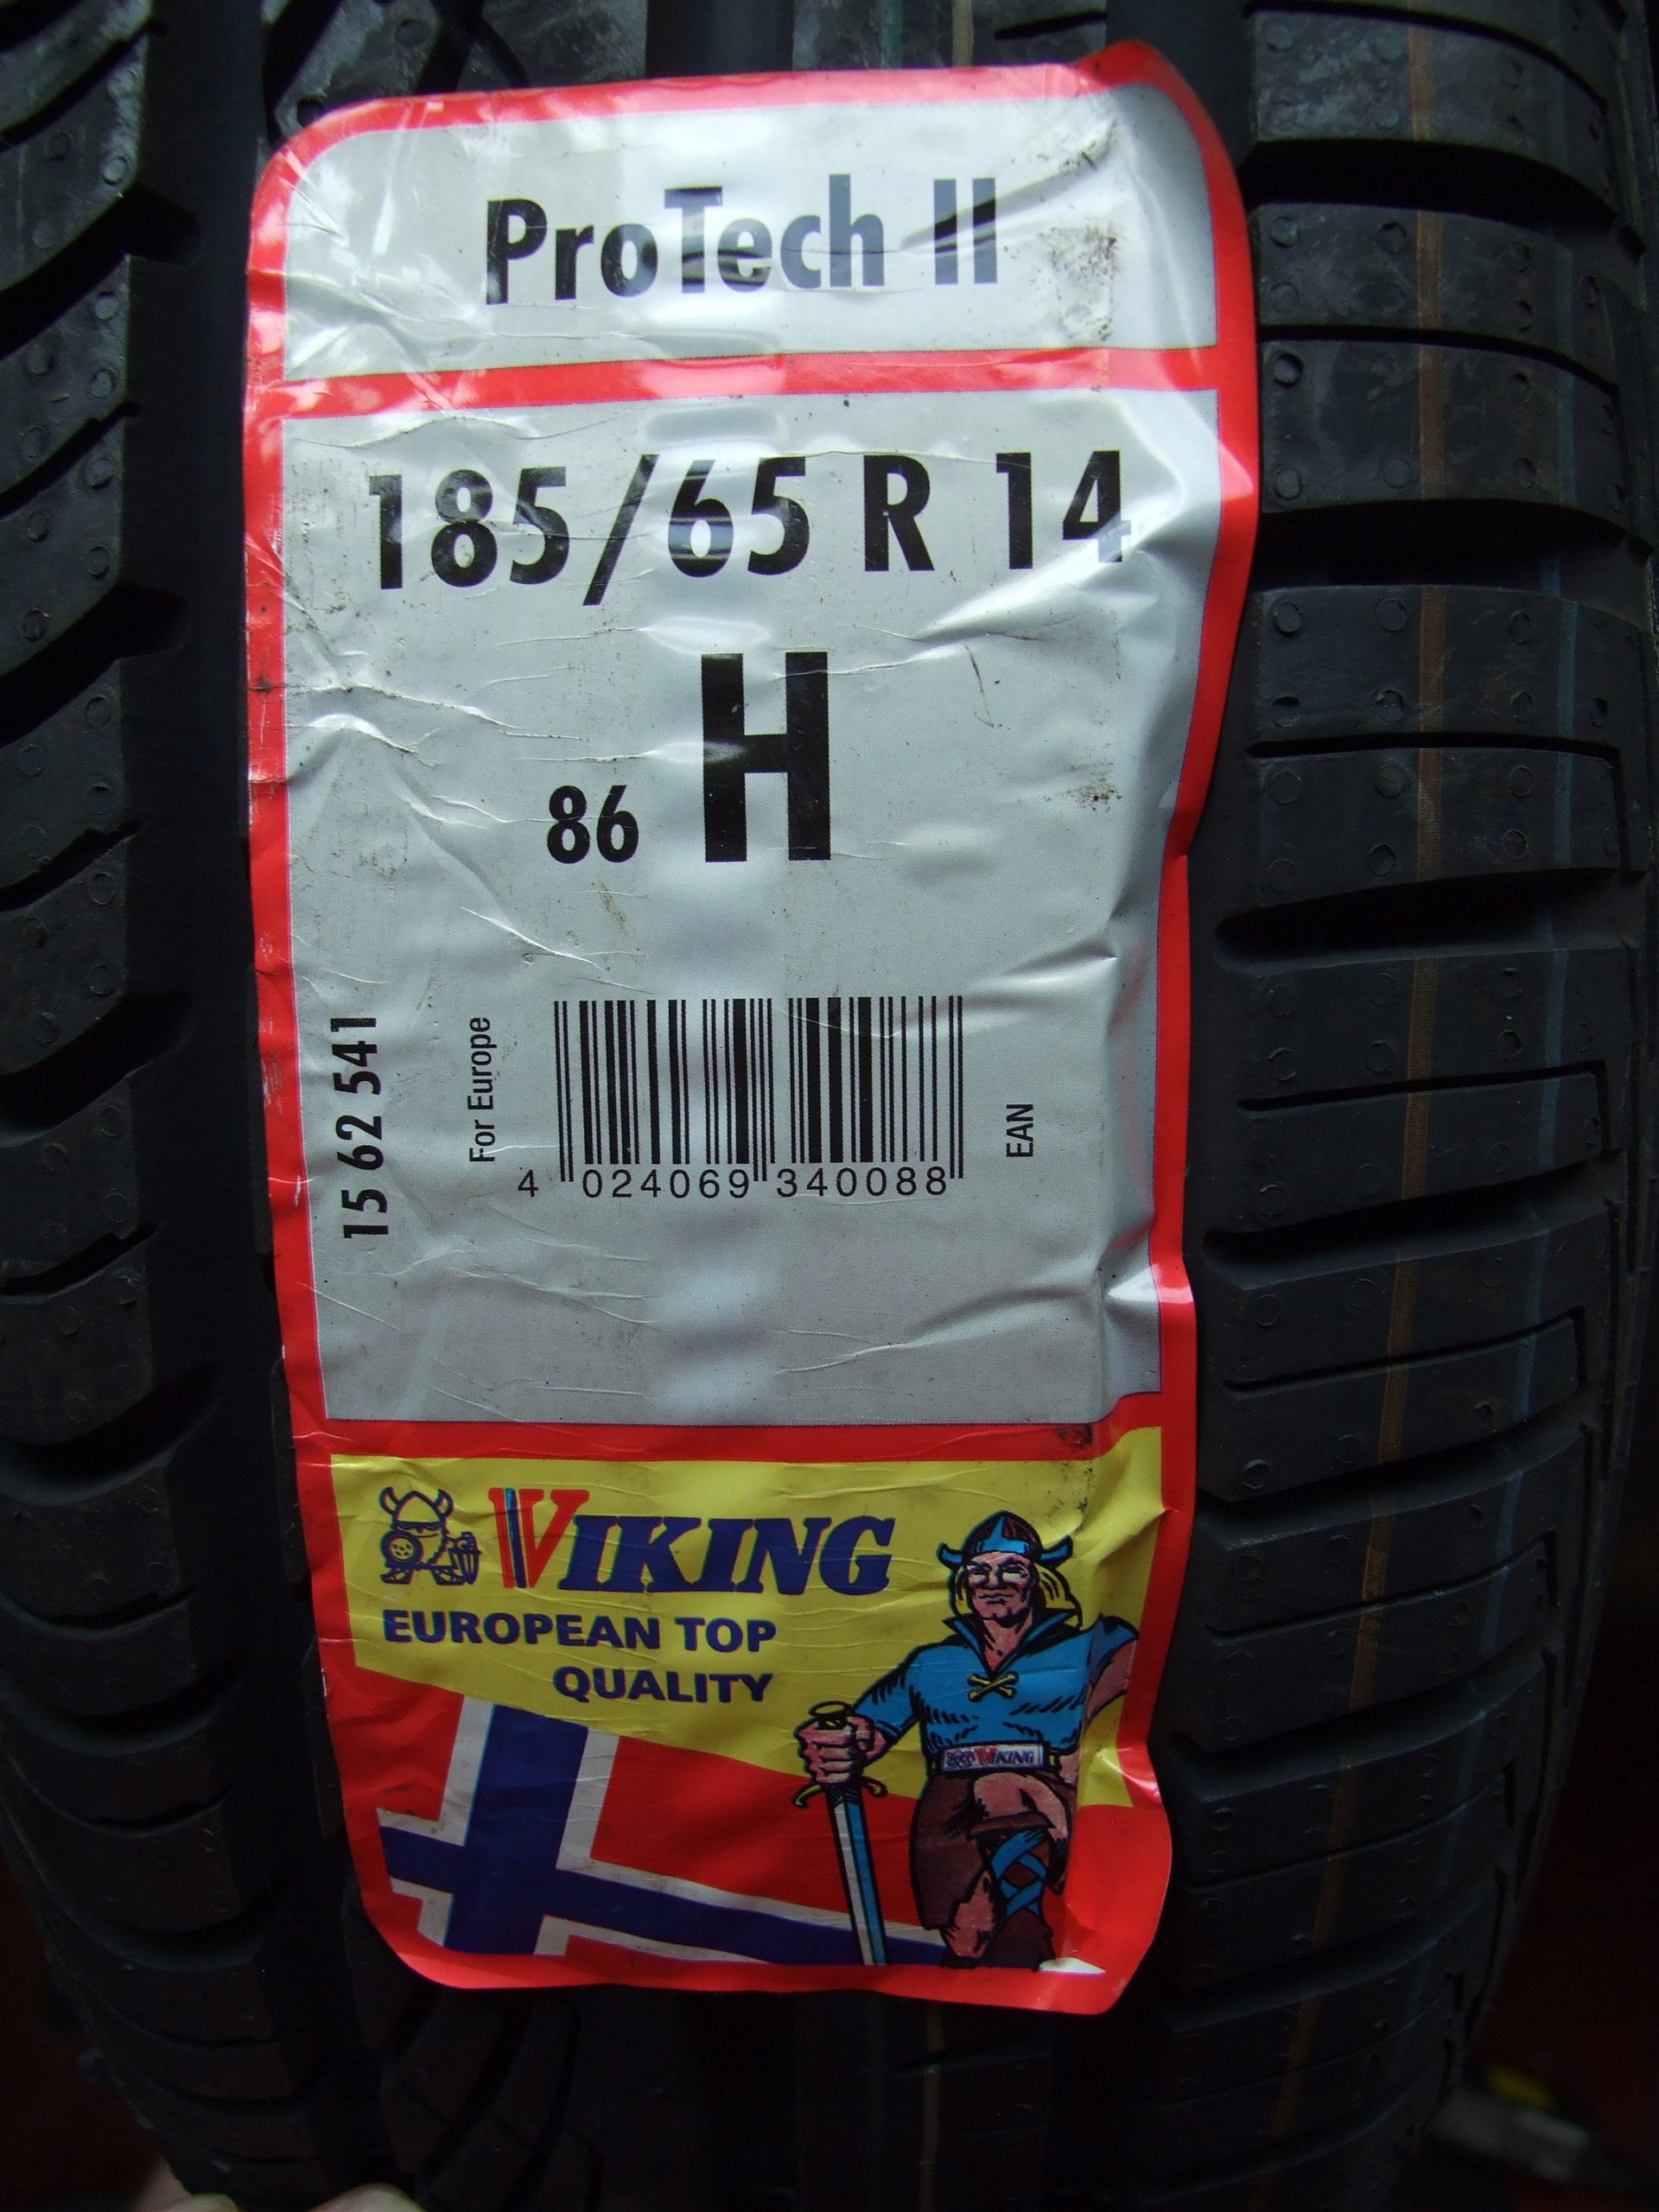 ProTech II
185/65 R 14
86 H
15 62 541
For Europe
4 024069 340088
EAN
VIKING
EUROPEAN TOP
QUALITY
VIKING